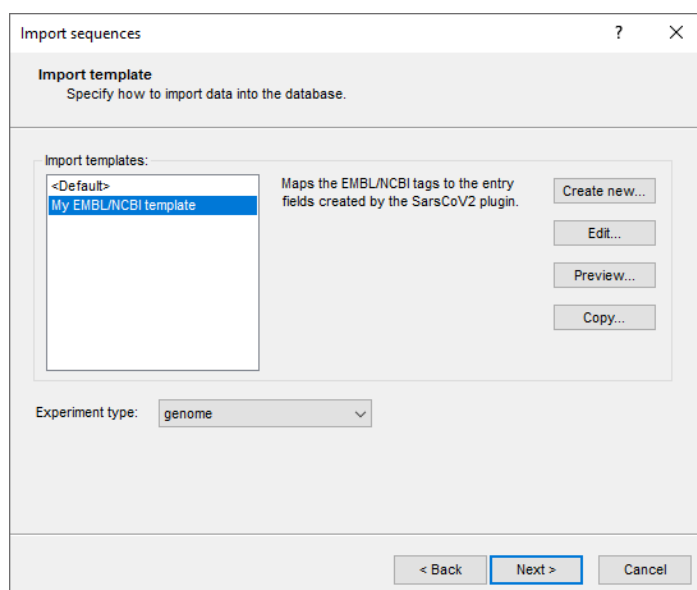 Import sequences
?
Import template
Specify how to import data into the database.
Import templates:
<Default>
My EMBL/NCBI template
Maps the EMBL/NCBI tags to the entry
fields created by the SarsCoV2 plugin.
Create new...
Edit...
Preview...
Copy...
Experiment type:
genome
< Back
Next >
Cancel